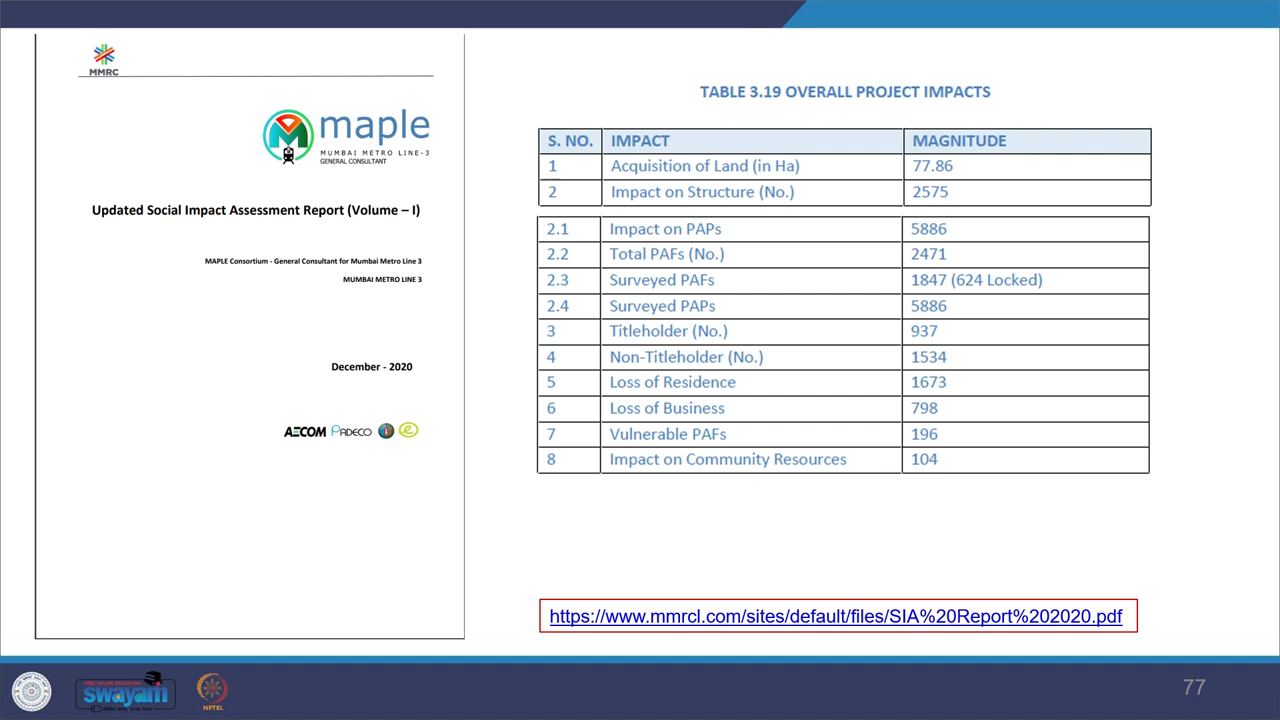 MMRC
maple
MUMBAI METRO LINE-3
GENERAL CONSULTANT
Updated Social Impact Assessment Report (Volume – I)
MAPLE Consortium - General Consultant for Mumbai Metro Line 3
MUMBAI METRO LINE 3
December - 2020
AECOM PADECO
TABLE 3.19 OVERALL PROJECT IMPACTS
S. NO. IMPACT MAGNITUDE
1 Acquisition of Land (in Ha) 77.86
2 Impact on Structure (No.) 2575
2.1 Impact on PAPs 5886
2.2 Total PAFs (No.) 2471
2.3 Surveyed PAFs 1847 (624 Locked)
2.4 Surveyed PAPs 5886
3 Titleholder (No.) 937
4 Non-Titleholder (No.) 1534
5 Loss of Residence 1673
6 Loss of Business 798
7 Vulnerable PAFs 196
8 Impact on Community Resources 104
https://www.mmrcl.com/sites/default/files/SIA%20Report%202020.pdf
FREE ONLINE EDUCATION
swayam
NPTEL
77